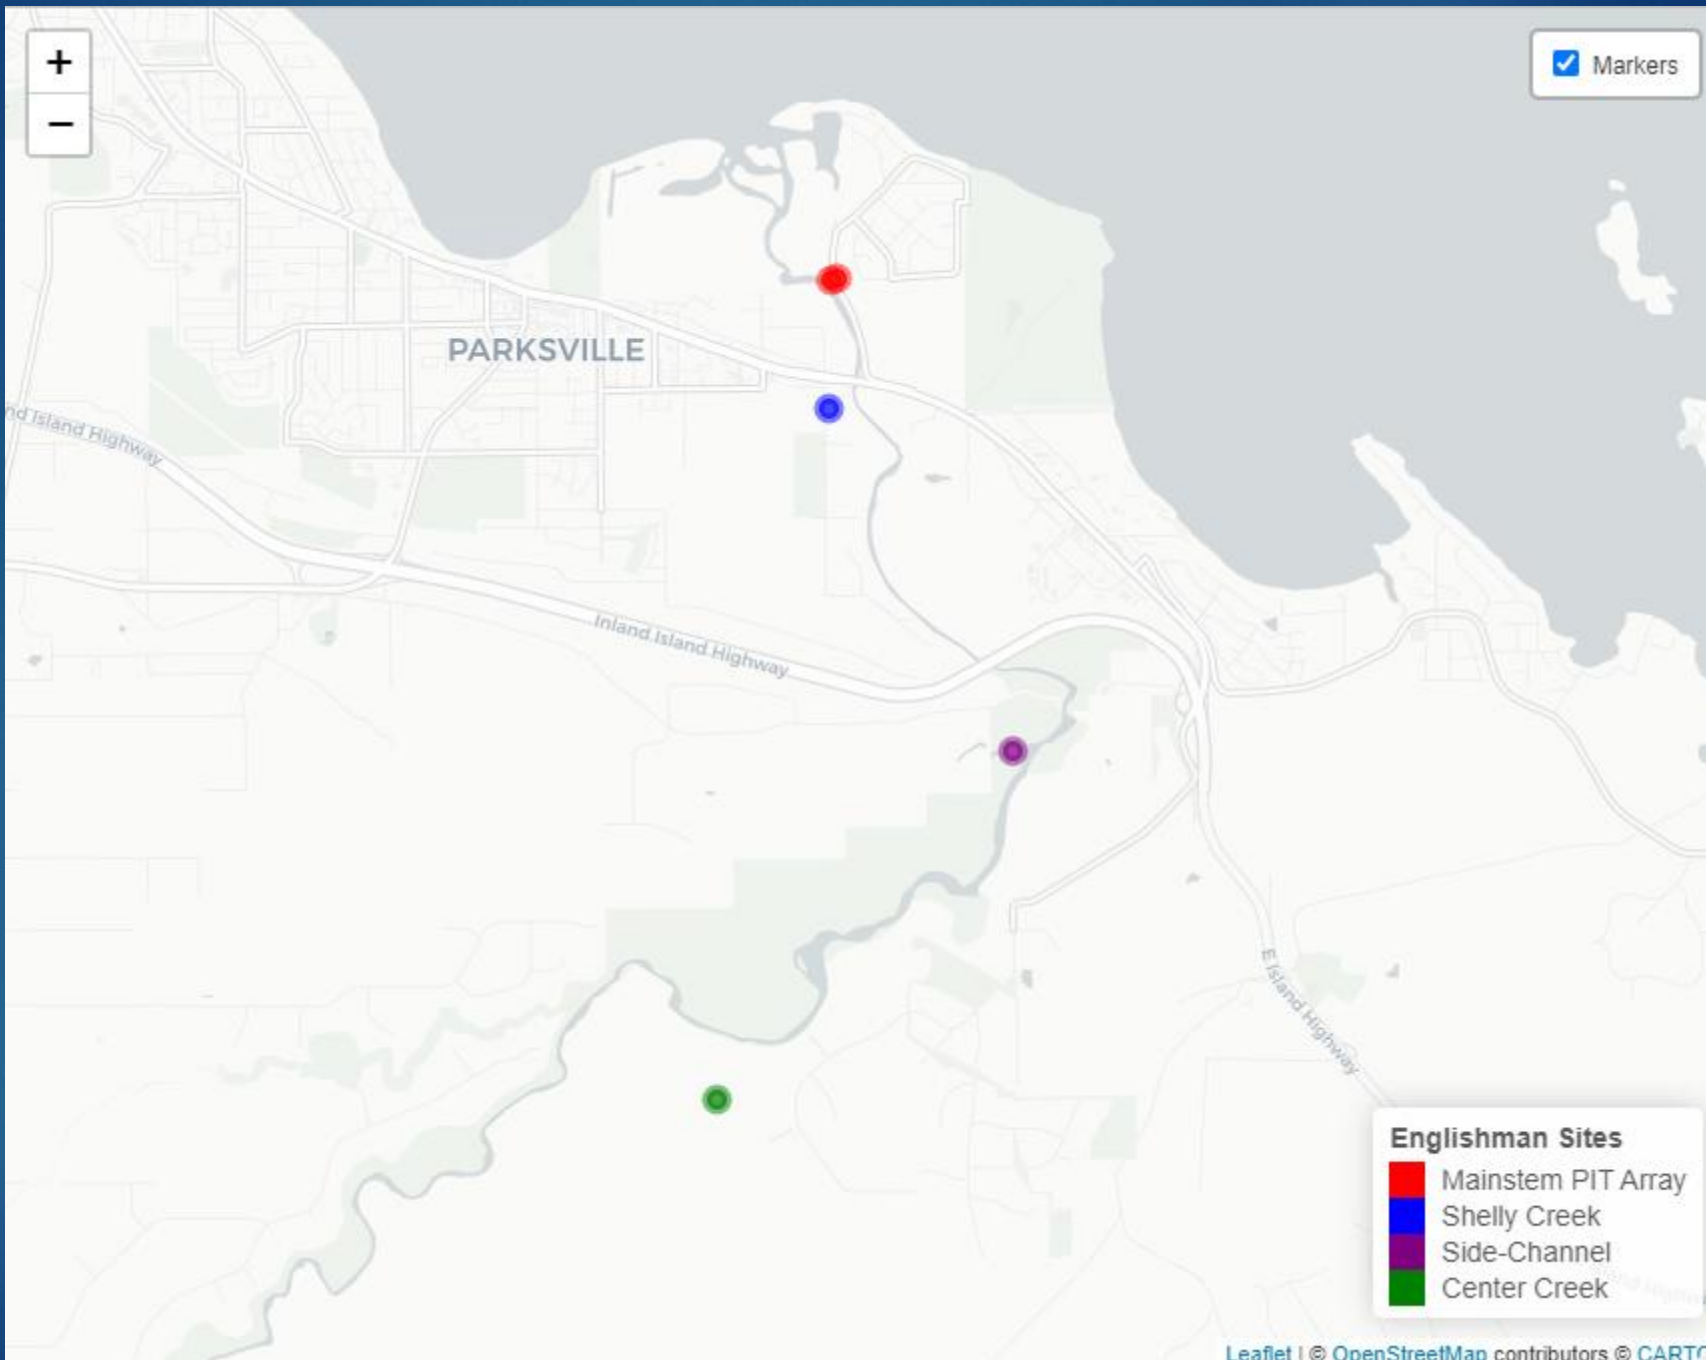 +
−
Markers
PARKSVILLE
nd Island Highway
Inland Island Highway
E Island Highway
Englishman Sites
Mainstem PIT Array
Shelly Creek
Side-Channel
Center Creek
Leaflet | © OpenStreetMap contributors © CARTO